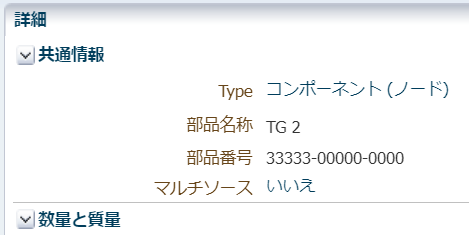 詳細
共通情報
Type コンポーネント (ノード)
部品名称 TG 2
部品番号 33333-00000-0000
マルチソース いいえ
数量と質量